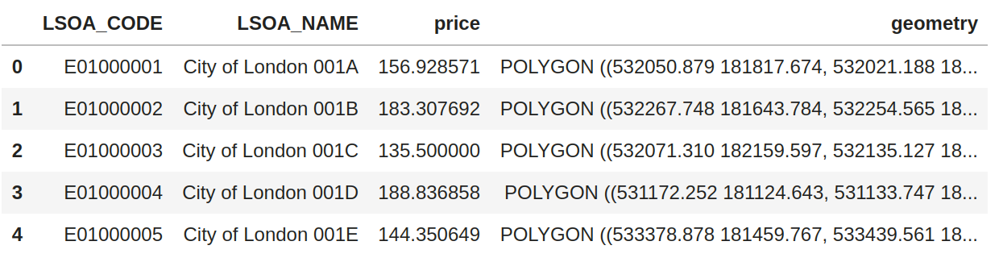 LSOA_CODE LSOA_NAME price geometry
0 E01000001 City of London 001A 156.928571 POLYGON ((532050.879 181817.674, 532021.188 18...
1 E01000002 City of London 001B 183.307692 POLYGON ((532267.748 181643.784, 532254.565 18...
2 E01000003 City of London 001C 135.500000 POLYGON ((532071.310 182159.597, 532135.127 18...
3 E01000004 City of London 001D 188.836858 POLYGON ((531172.252 181124.643, 531133.747 18...
4 E01000005 City of London 001E 144.350649 POLYGON ((533378.878 181459.767, 533439.561 18...